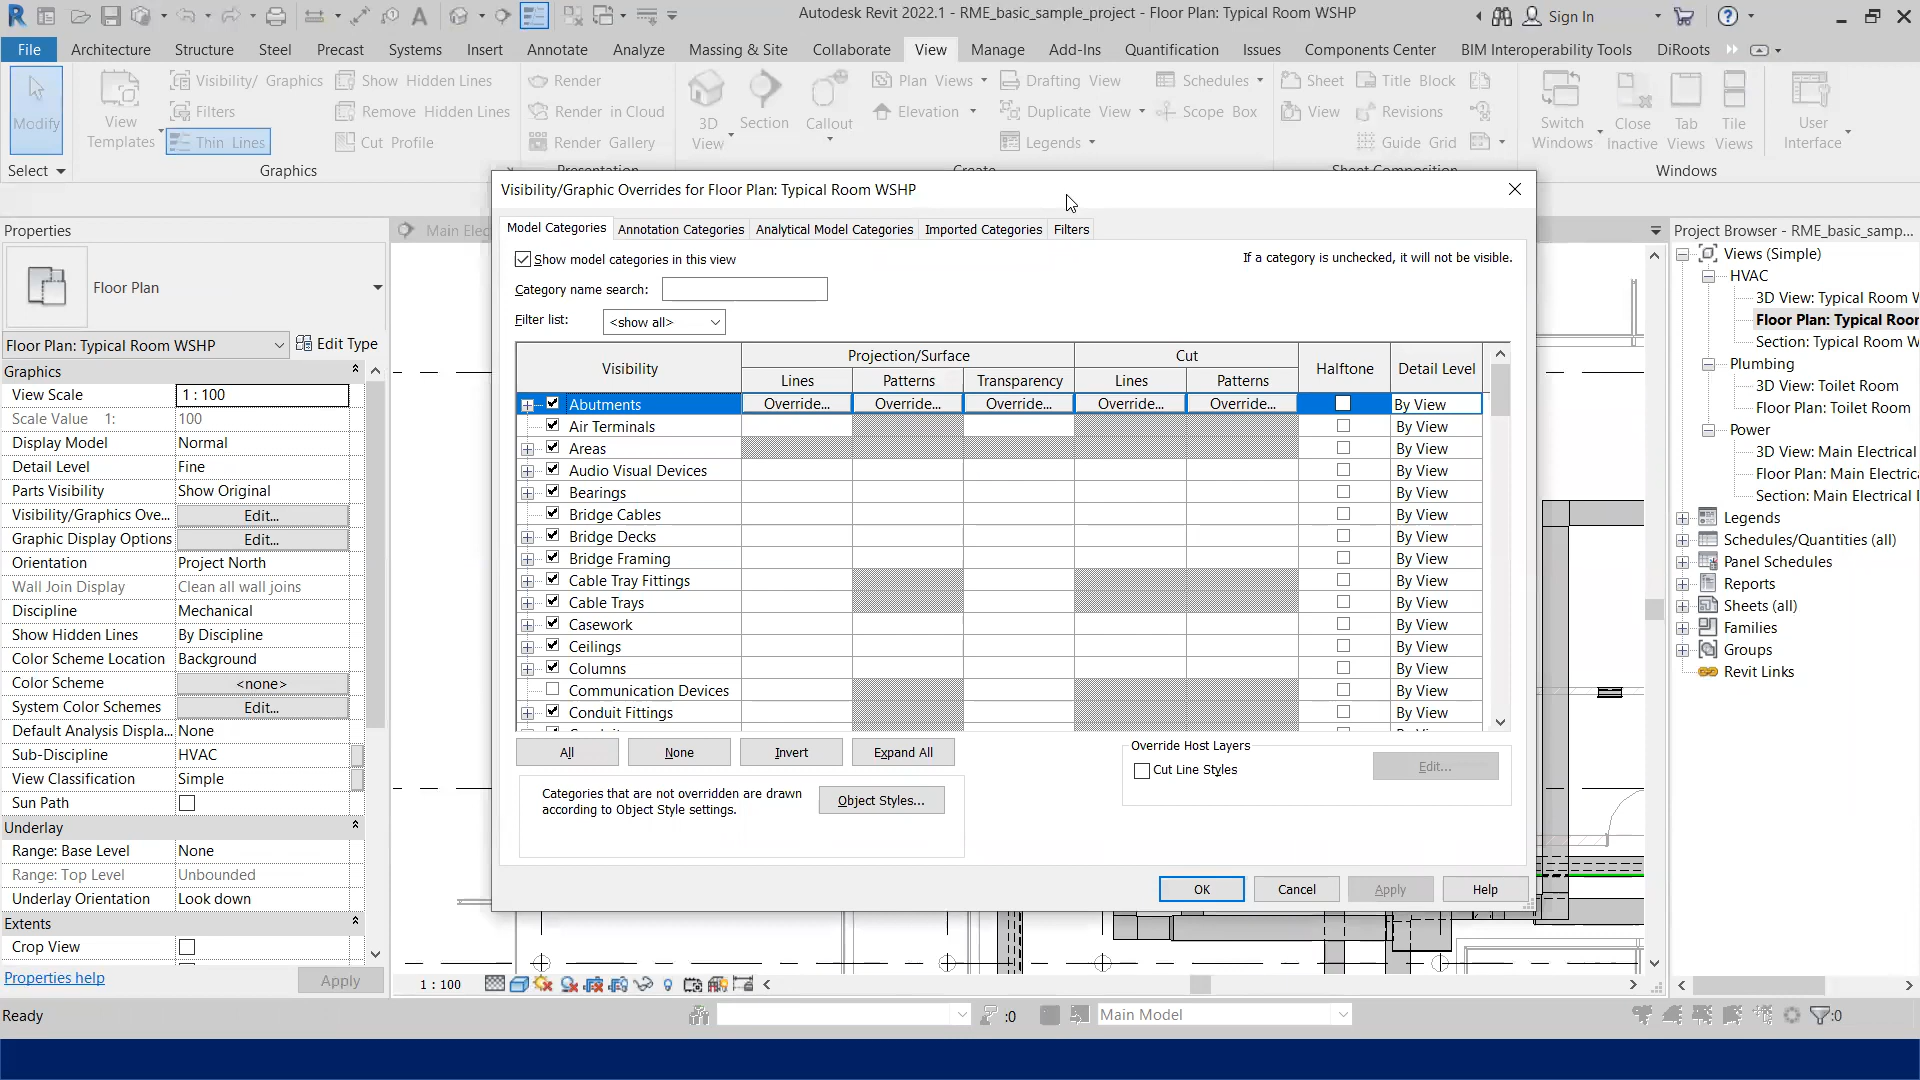 Autodesk Revit 2022.1 - RME_basic_sample_project - Floor Plan: Typical Room WSHP
Sign In
File Architecture Structure Steel Precast Systems Insert Annotate Analyze Massing & Site Collaborate View Manage Add-Ins Quantification Issues Components Center BIM Interoperability Tools DiRoots
Modify
View Templates
Visibility/ Graphics
Filters
Thin Lines
Show Hidden Lines
Remove Hidden Lines
Cut Profile
Render
Render in Cloud
Render Gallery
3D View
Section
Callout
Plan Views
Elevation
Drafting View
Duplicate View
Legends
Schedules
Scope Box
Sheet
View
Title Block
Revisions
Guide Grid
Switch Windows
Close Inactive
Tab Views
Tile Views
User Interface
Select
Graphics
Presentation
Create
Sheet Composition
Windows
Properties
Floor Plan
Floor Plan: Typical Room WSHP
Edit Type
Graphics
View Scale 1 : 100
Scale Value 1: 100
Display Model Normal
Detail Level Fine
Parts Visibility Show Original
Visibility/Graphics Ove... Edit...
Graphic Display Options Edit...
Orientation Project North
Wall Join Display Clean all wall joins
Discipline Mechanical
Show Hidden Lines By Discipline
Color Scheme Location Background
Color Scheme <none>
System Color Schemes Edit...
Default Analysis Displa... None
Sub-Discipline HVAC
View Classification Simple
Sun Path
Underlay
Range: Base Level None
Range: Top Level Unbounded
Underlay Orientation Look down
Extents
Crop View
Properties help
Apply
Main Elec
Visibility/Graphic Overrides for Floor Plan: Typical Room WSHP
Model Categories Annotation Categories Analytical Model Categories Imported Categories Filters
Show model categories in this view
If a category is unchecked, it will not be visible.
Category name search:
Filter list: <show all>
Visibility Projection/Surface Cut Halftone Detail Level
Lines Patterns Transparency Lines Patterns
Abutments Override... Override... Override... Override... Override... By View
Air Terminals By View
Areas By View
Audio Visual Devices By View
Bearings By View
Bridge Cables By View
Bridge Decks By View
Bridge Framing By View
Cable Tray Fittings By View
Cable Trays By View
Casework By View
Ceilings By View
Columns By View
Communication Devices By View
Conduit Fittings By View
All None Invert Expand All
Override Host Layers
Cut Line Styles
Edit...
Categories that are not overridden are drawn
according to Object Style settings.
Object Styles...
OK Cancel Apply Help
Project Browser - RME_basic_samp...
Views (Simple)
HVAC
3D View: Typical Room W
Floor Plan: Typical Roor
Section: Typical Room W
Plumbing
3D View: Toilet Room
Floor Plan: Toilet Room
Power
3D View: Main Electrical
Floor Plan: Main Electrica
Section: Main Electrical I
Legends
Schedules/Quantities (all)
Panel Schedules
Reports
Sheets (all)
Families
Groups
Revit Links
1 : 100
Ready
:0
Main Model
:0